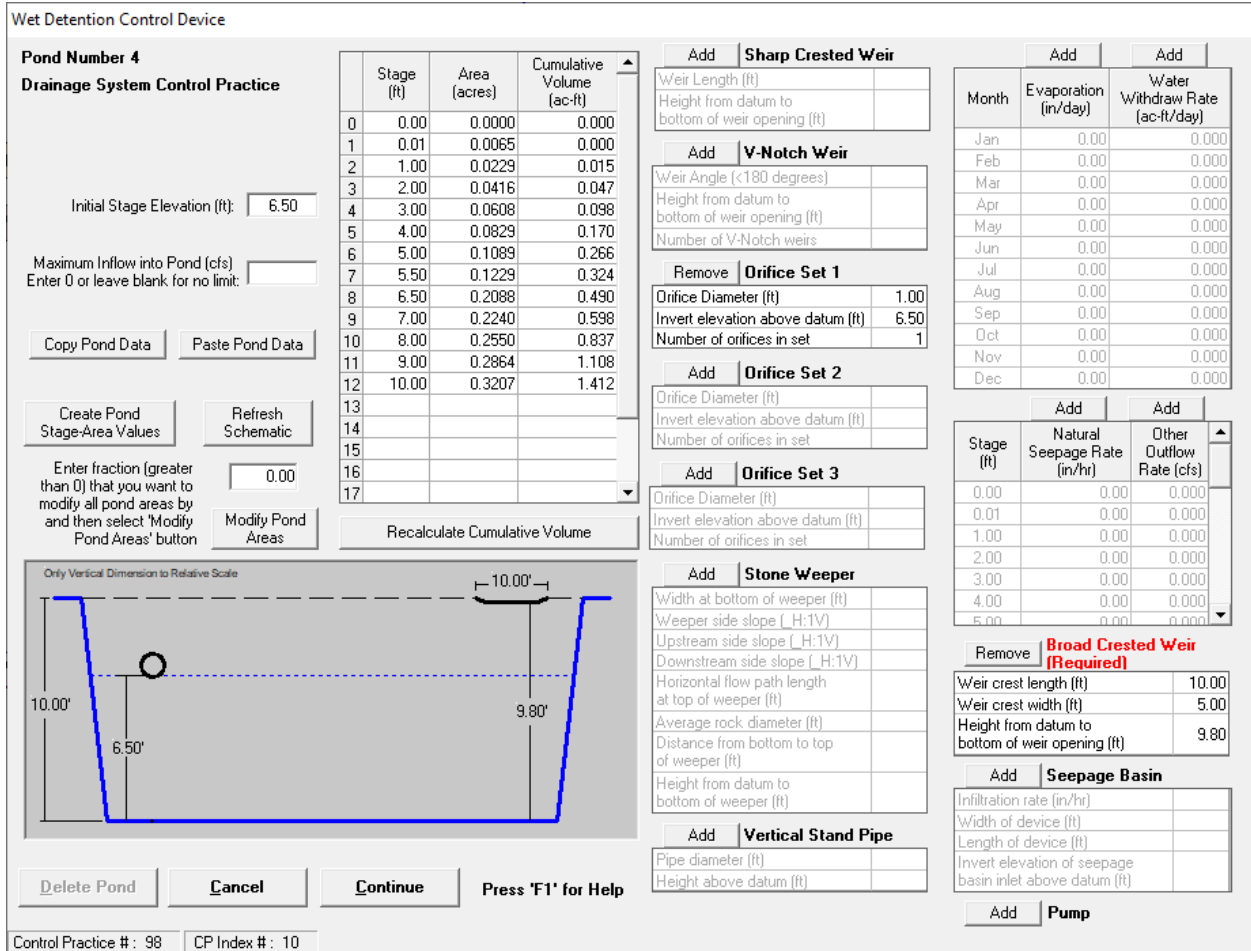 Wet Detention Control Device
Pond Number 4
Drainage System Control Practice
Initial Stage Elevation (ft): 6.50
Maximum Inflow into Pond (cfs)
Enter 0 or leave blank for no limit:
Copy Pond Data Paste Pond Data
Create Pond
Stage-Area Values
Refresh
Schematic
Enter fraction (greater
than 0) that you want to
modify all pond areas by
and then select 'Modify
Pond Areas' button
0.00
Modify Pond
Areas
Stage
(ft)
Area
(acres)
Cumulative
Volume
(ac-ft)
0 0.00 0.0000 0.000
1 0.01 0.0065 0.000
2 1.00 0.0229 0.015
3 2.00 0.0416 0.047
4 3.00 0.0608 0.098
5 4.00 0.0829 0.170
6 5.00 0.1089 0.266
7 5.50 0.1229 0.324
8 6.50 0.2088 0.490
9 7.00 0.2240 0.598
10 8.00 0.2550 0.837
11 9.00 0.2864 1.108
12 10.00 0.3207 1.412
13
14
15
16
17
Recalculate Cumulative Volume
Only Vertical Dimension to Relative Scale
10.00'
10.00'
6.50'
9.80'
Delete Pond Cancel Continue Press 'F1' for Help
Control Practice # : 98 CP Index # : 10
Add Sharp Crested Weir
Weir Length (ft)
Height from datum to
bottom of weir opening (ft)
Add V-Notch Weir
Weir Angle (<180 degrees)
Height from datum to
bottom of weir opening (ft)
Number of V-Notch weirs
Remove Orifice Set 1
Orifice Diameter (ft) 1.00
Invert elevation above datum (ft) 6.50
Number of orifices in set 1
Add Orifice Set 2
Orifice Diameter (ft)
Invert elevation above datum (ft)
Number of orifices in set
Add Orifice Set 3
Orifice Diameter (ft)
Invert elevation above datum (ft)
Number of orifices in set
Add Stone Weeper
Width at bottom of weeper (ft)
Weeper side slope (_H:1V)
Upstream side slope (_H:1V)
Downstream side slope (_H:1V)
Horizontal flow path length
at top of weeper (ft)
Average rock diameter (ft)
Distance from bottom to top
of weeper (ft)
Height from datum to
bottom of weeper (ft)
Add Vertical Stand Pipe
Pipe diameter (ft)
Height above datum (ft)
Add Add
Month
Evaporation
(in/day)
Water
Withdraw Rate
(ac-ft/day)
Jan 0.00 0.000
Feb 0.00 0.000
Mar 0.00 0.000
Apr 0.00 0.000
May 0.00 0.000
Jun 0.00 0.000
Jul 0.00 0.000
Aug 0.00 0.000
Sep 0.00 0.000
Oct 0.00 0.000
Nov 0.00 0.000
Dec 0.00 0.000
Add Add
Stage
(ft)
Natural
Seepage Rate
(in/hr)
Other
Outflow
Rate (cfs)
0.00 0.00 0.000
0.01 0.00 0.000
1.00 0.00 0.000
2.00 0.00 0.000
3.00 0.00 0.000
4.00 0.00 0.000
5.00 0.00 0.000
Remove Broad Crested Weir
(Required)
Weir crest length (ft) 10.00
Weir crest width (ft) 5.00
Height from datum to
bottom of weir opening (ft) 9.80
Add Seepage Basin
Infiltration rate (in/hr)
Width of device (ft)
Length of device (ft)
Invert elevation of seepage
basin inlet above datum (ft)
Add Pump